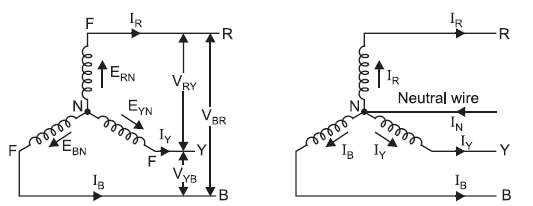 F I_R R
E_RN
V_RY
N E_YN V_BR
F E_BN I_Y Y
F
V_YB
I_B B
I_R R
I_R
N Neutral wire
I_N
I_B I_Y I_Y Y
I_B B